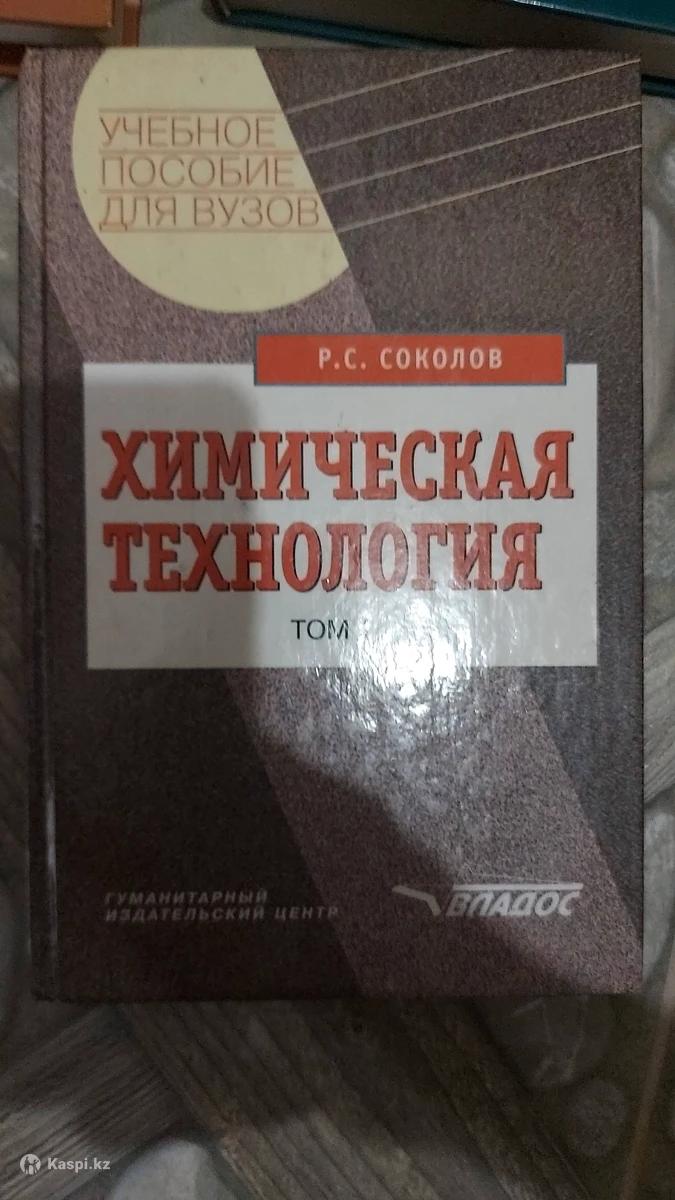 УЧЕБНОЕ
ПОСОБИЕ
ДЛЯ ВУЗОВ
Р.С. СОКОЛОВ
ХИМИЧЕСКАЯ
ТЕХНОЛОГИЯ
ТОМ
ГУМАНИТАРНЫЙ
ИЗДАТЕЛЬСКИЙ ЦЕНТР
ВЛАДОС
Kaspi.kz